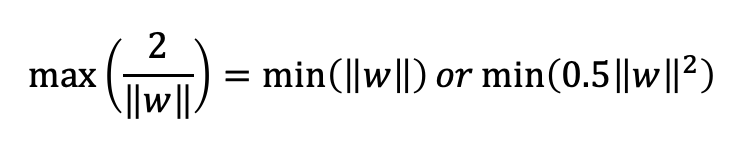 max(2/‖w‖) = min(‖w‖) or min(0.5‖w‖²)